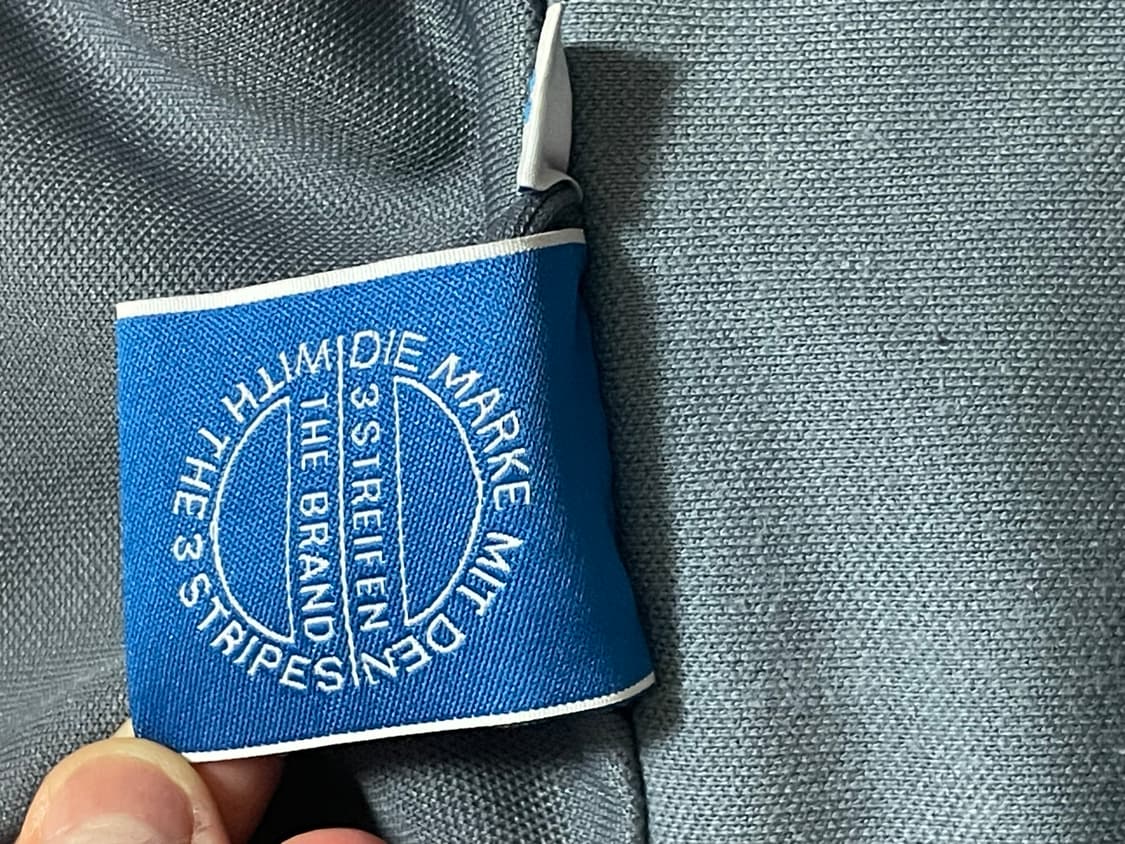 DIE MARKE MIT DEN
3 STREIFEN
THE BRAND
WITH THE 3 STRIPES